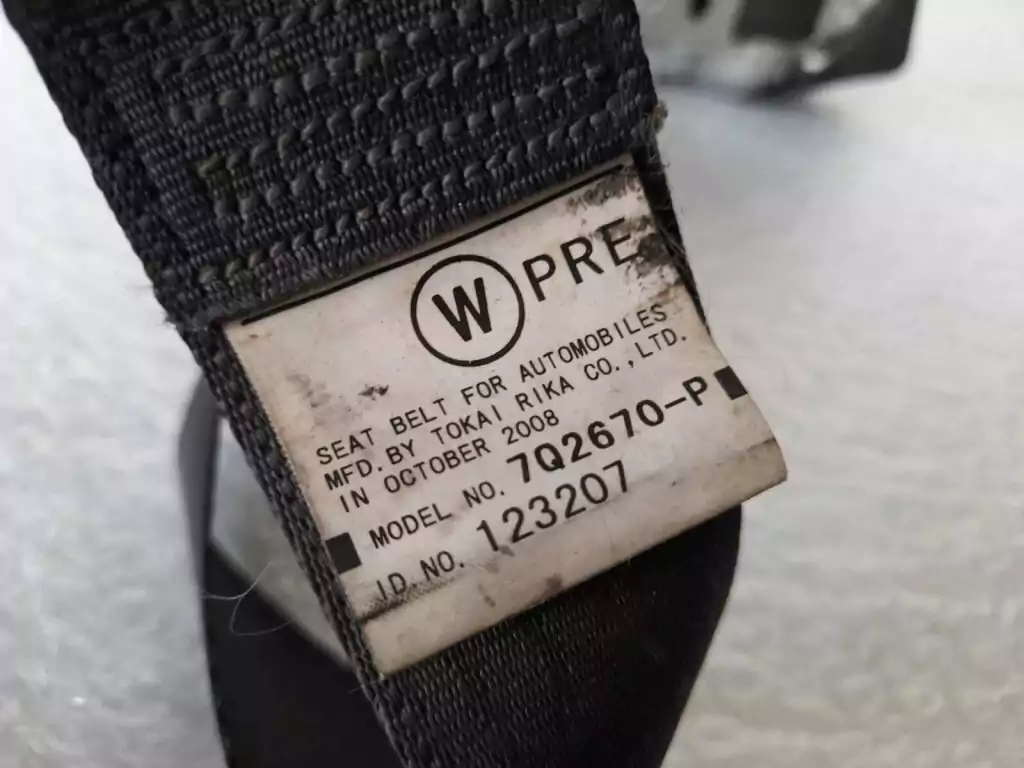 W PRE
SEAT BELT FOR AUTOMOBILES
MFD. BY TOKAI RIKA CO., LTD.
IN OCTOBER 2008
MODEL NO. 7Q2670-P
ID. NO. 123207